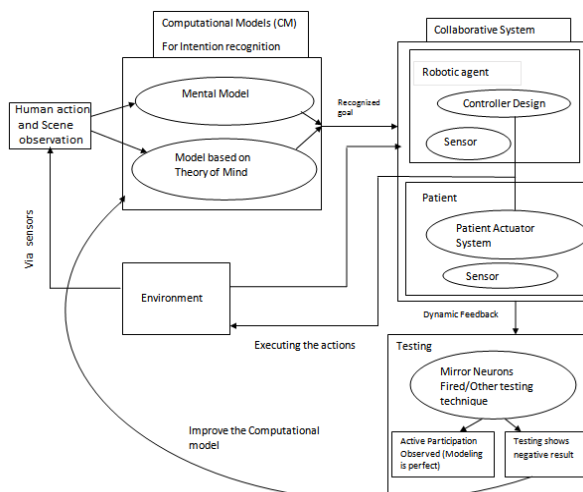 Computational Models (CM)
For Intention recognition
Mental Model
Model based on
Theory of Mind
Human action
and Scene
observation
Recognized
goal
Collaborative System
Robotic agent
Controller Design
Sensor
Patient
Patient Actuator
System
Sensor
Via sensors
Environment
Executing the actions
Dynamic Feedback
Testing
Mirror Neurons
Fired/Other testing
technique
Active Participation
Observed (Modeling
is perfect)
Testing shows
negative result
Improve the Computational
model